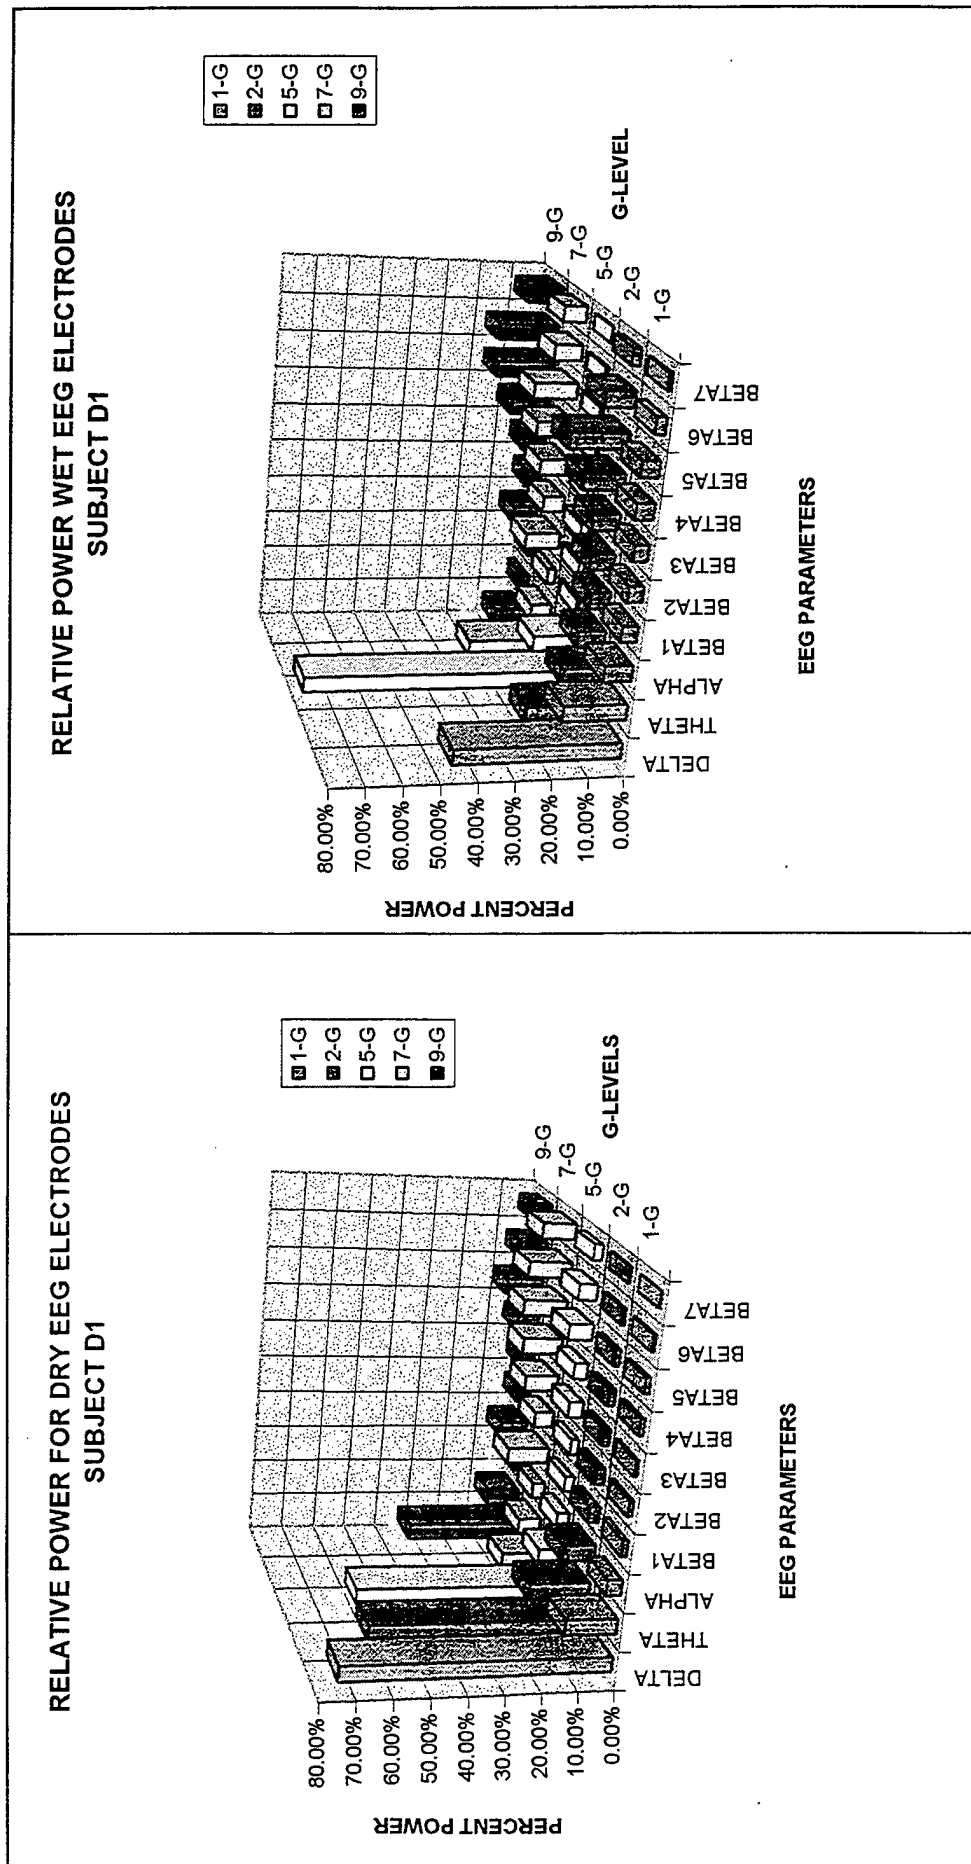 RELATIVE POWER FOR DRY EEG ELECTRODES
SUBJECT D1
1-G
2-G
5-G
7-G
9-G
PERCENT POWER
80.00%
70.00%
60.00%
50.00%
40.00%
30.00%
20.00%
10.00%
0.00%
DELTA
THETA
ALPHA
BETA1
BETA2
BETA3
BETA4
BETA5
BETA6
BETA7
EEG PARAMETERS
9-G
7-G
5-G
2-G
1-G
G-LEVELS
RELATIVE POWER WET EEG ELECTRODES
SUBJECT D1
1-G
2-G
5-G
7-G
9-G
PERCENT POWER
80.00%
70.00%
60.00%
50.00%
40.00%
30.00%
20.00%
10.00%
0.00%
DELTA
THETA
ALPHA
BETA1
BETA2
BETA3
BETA4
BETA5
BETA6
BETA7
EEG PARAMETERS
9-G
7-G
5-G
2-G
1-G
G-LEVEL